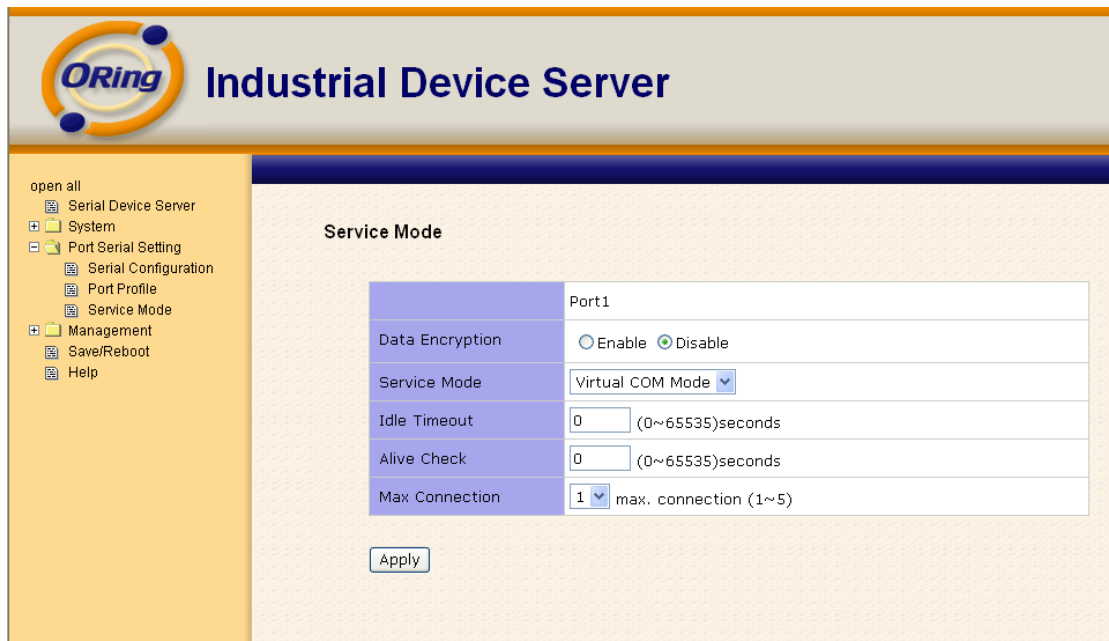 ORing
Industrial Device Server
open all
Serial Device Server
System
Port Serial Setting
Serial Configuration
Port Profile
Service Mode
Management
Save/Reboot
Help
Service Mode
Port1
Data Encryption Enable Disable
Service Mode Virtual COM Mode
Idle Timeout 0 (0~65535)seconds
Alive Check 0 (0~65535)seconds
Max Connection 1 max. connection (1~5)
Apply